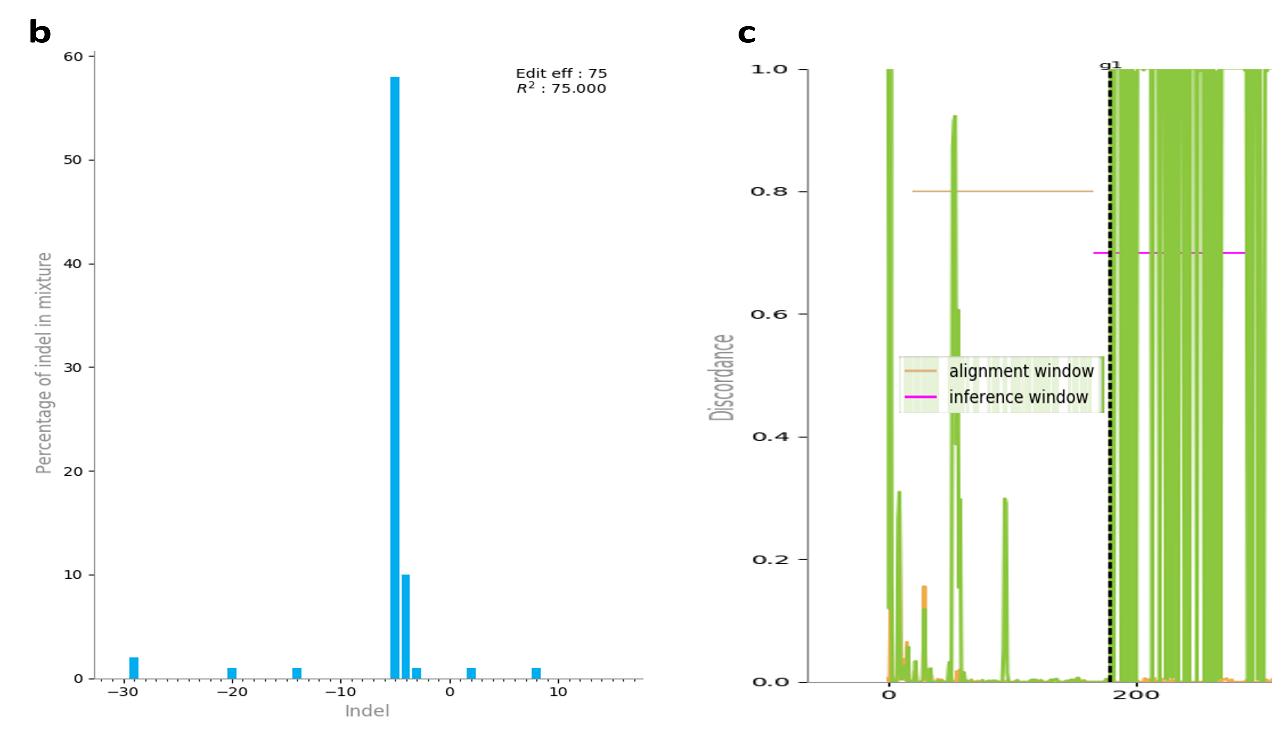 b
Edit eff : 75
R² : 75.000
Percentage of indel in mixture
60
50
40
30
20
10
0
−30
−20
−10
0
10
Indel
c
g1
Discordance
1.0
0.8
0.6
0.4
0.2
0.0
alignment window
inference window
0
200